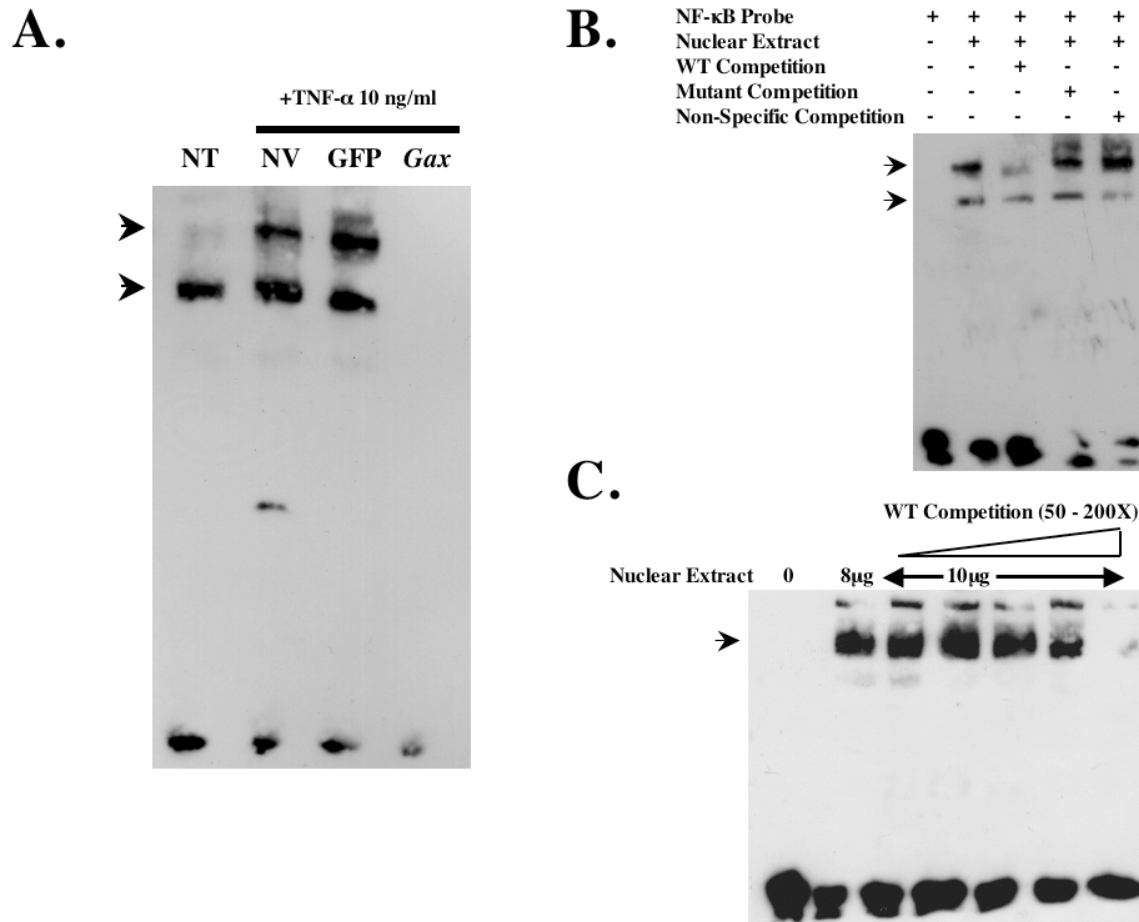 A.
+TNF-α 10 ng/ml
NT NV GFP Gax
B.
NF-κB Probe + + + + +
Nuclear Extract - + + + +
WT Competition - - + - -
Mutant Competition - - - + -
Non-Specific Competition - - - - +
C.
WT Competition (50 - 200X)
Nuclear Extract 0 8µg 10µg